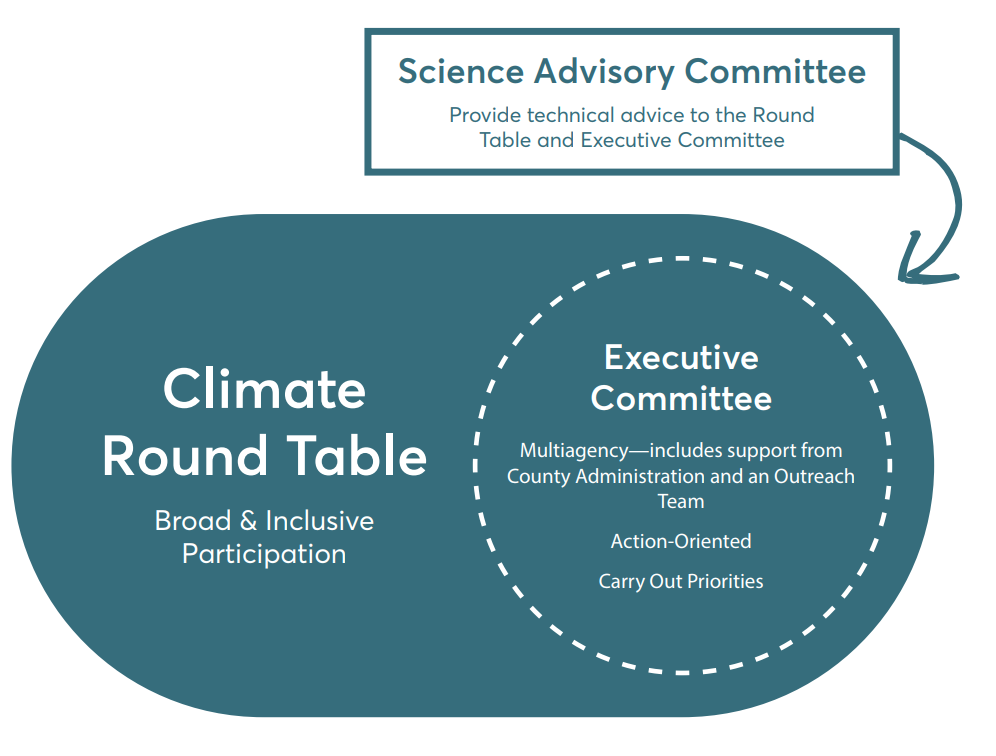 Science Advisory Committee
Provide technical advice to the Round
Table and Executive Committee
Climate
Round Table
Broad & Inclusive
Participation
Executive
Committee
Multiagency—includes support from
County Administration and an Outreach
Team
Action-Oriented
Carry Out Priorities